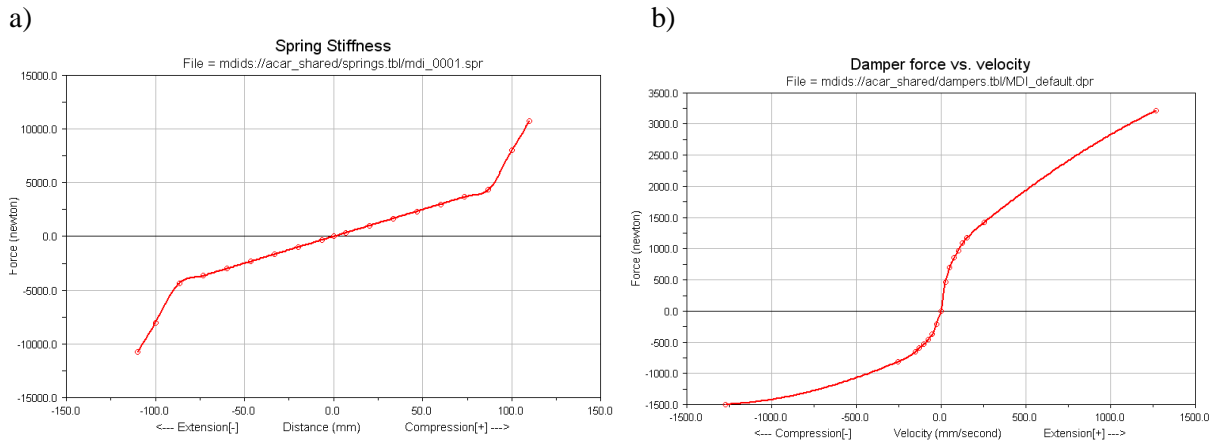 a)
Spring Stiffness
File = mdids://acar_shared/springs.tbl/mdi_0001.spr
15000.0
10000.0
5000.0
0.0
-5000.0
-10000.0
-15000.0
Force (newton)
-150.0 -100.0 -50.0 0.0 50.0 100.0 150.0
<--- Extension[-] Distance (mm) Compression[+] --->
b)
Damper force vs. velocity
File = mdids://acar_shared/dampers.tbl/MDI_default.dpr
3500.0
3000.0
2500.0
2000.0
1500.0
1000.0
500.0
0.0
-500.0
-1000.0
-1500.0
Force (newton)
-1500.0 -1000.0 -500.0 0.0 500.0 1000.0 1500.0
<--- Compression[-] Velocity (mm/second) Extension[+] --->